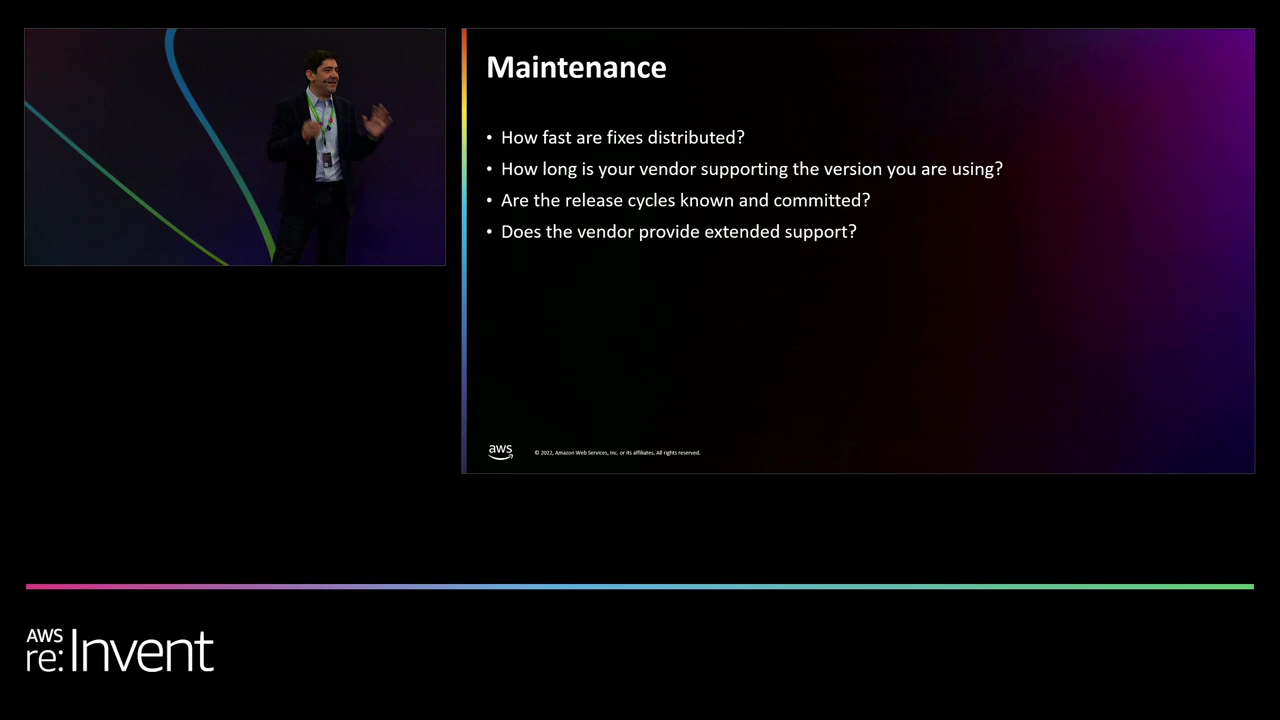 Maintenance
• How fast are fixes distributed?
• How long is your vendor supporting the version you are using?
• Are the release cycles known and committed?
• Does the vendor provide extended support?
aws
© 2022, Amazon Web Services, Inc. or its affiliates. All rights reserved.
AWS
re:Invent